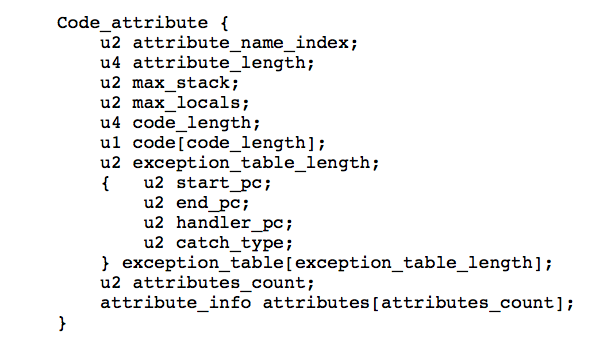 Code_attribute {
u2 attribute_name_index;
u4 attribute_length;
u2 max_stack;
u2 max_locals;
u4 code_length;
u1 code[code_length];
u2 exception_table_length;
{ u2 start_pc;
u2 end_pc;
u2 handler_pc;
u2 catch_type;
} exception_table[exception_table_length];
u2 attributes_count;
attribute_info attributes[attributes_count];
}